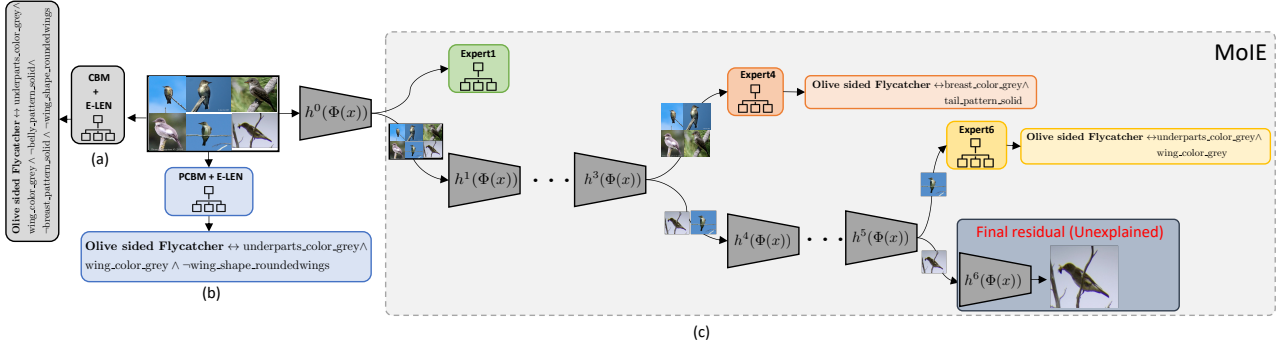 Olive sided Flycatcher ↔ underparts_color_grey∧
wing_color_grey ∧ ¬belly_pattern_solid∧
¬breast_pattern_solid ∧ ¬wing_shape_roundedwings
CBM
+
E-LEN
(a)
PCBM + E-LEN
Olive sided Flycatcher ↔ underparts_color_grey∧
wing_color_grey ∧ ¬wing_shape_roundedwings
(b)
MoIE
h⁰(Φ(x))
Expert1
h¹(Φ(x))
. . .
h³(Φ(x))
Expert4
Olive sided Flycatcher ↔breast_color_grey∧
tail_pattern_solid
h⁴(Φ(x))
. . .
h⁵(Φ(x))
Expert6
Olive sided Flycatcher ↔underparts_color_grey∧
wing_color_grey
Final residual (Unexplained)
h⁶(Φ(x))
(c)